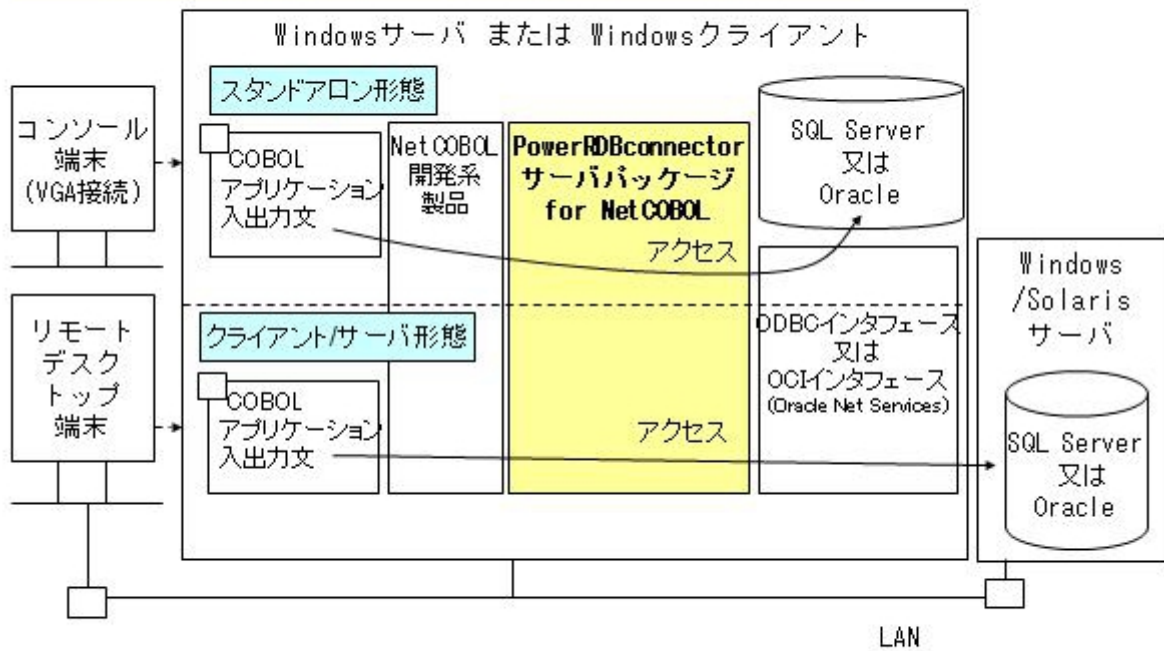 Windowsサーバ または Windowsクライアント
スタンドアロン形態
コンソール
端末
(VGA接続)
COBOL
アプリケーション
入出力文
NetCOBOL
開発系
製品
PowerRDBconnector
サーバパッケージ
for NetCOBOL
SQL Server
又は
Oracle
アクセス
Windows
/Solaris
サーバ
リモート
デスク
トップ
端末
クライアント/サーバ形態
COBOL
アプリケーション
入出力文
ODBCインタフェース
又は
OCIインタフェース
(Oracle Net Services)
アクセス
SQL Server
又は
Oracle
LAN